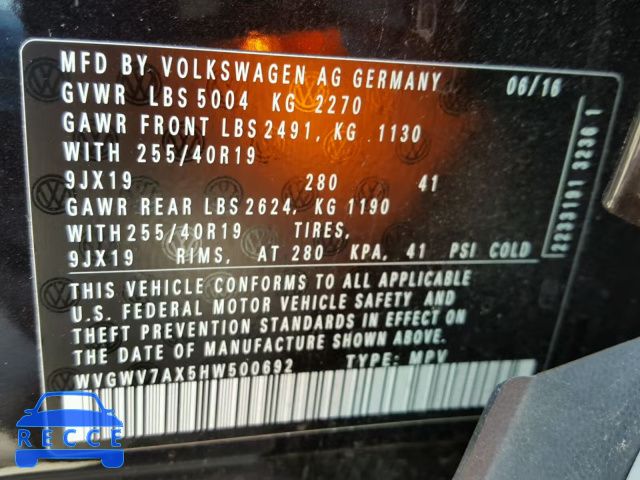 MFD BY VOLKSWAGEN AG GERMANY 06/16
GVWR LBS 5004 KG 2270
GAWR FRONT LBS 2491, KG 1130
WITH 255/40R19
9JX19 280 41
GAWR REAR LBS 2624, KG 1190
WITH 255/40R19 TIRES,
9JX19 RIMS, AT 280 KPA, 41 PSI COLD
THIS VEHICLE CONFORMS TO ALL APPLICABLE
U.S. FEDERAL MOTOR VEHICLE SAFETY AND
THEFT PREVENTION STANDARDS IN EFFECT ON
THE DATE OF MANUFACTURE SHOWN ABOVE
WVGWV7AX5HW500692 TYPE: MPV
2233191 3236 1
RECCE